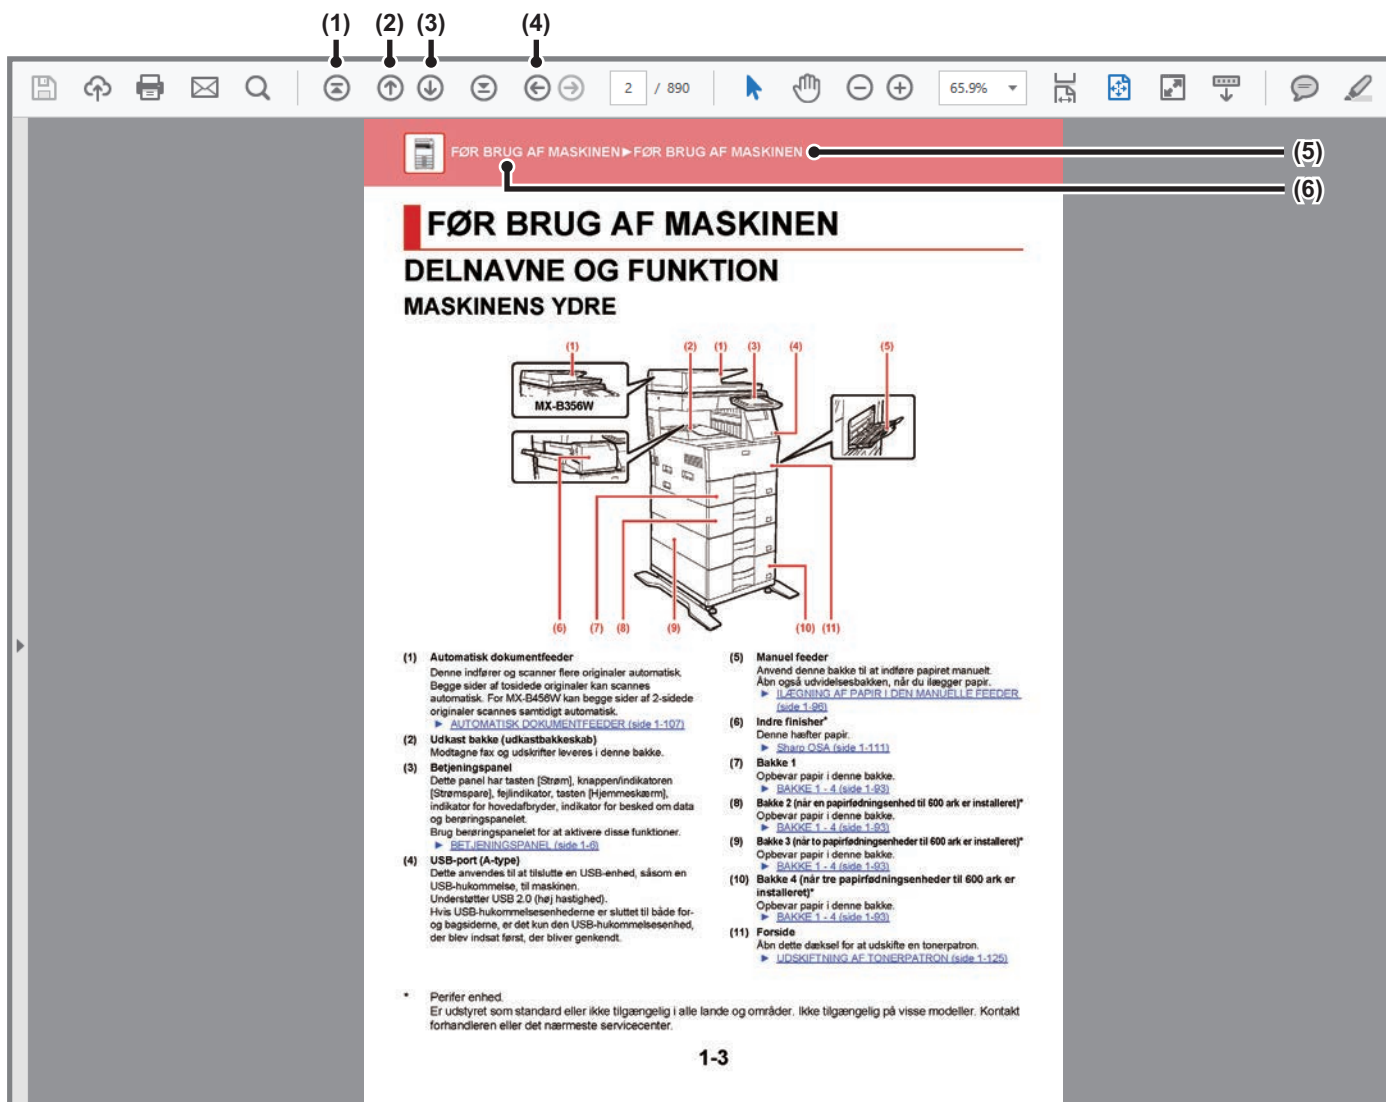 (1) (2) (3) (4)
2 / 890 65.9%
FØR BRUG AF MASKINEN►FØR BRUG AF MASKINEN
(5)
(6)
FØR BRUG AF MASKINEN
DELNAVNE OG FUNKTION
MASKINENS YDRE
(1) (2) (1) (3) (4) (5)
MX-B356W
(6) (7) (8) (9) (10) (11)
(1) Automatisk dokumentfeeder
Denne indfører og scanner flere originaler automatisk.
Begge sider af tosidede originaler kan scannes
automatisk. For MX-B456W kan begge sider af 2-sidede
originaler scannes samtidigt automatisk.
► AUTOMATISK DOKUMENTFEEDER (side 1-107)
(2) Udkast bakke (udkastbakkeskab)
Modtagne fax og udskrifter leveres i denne bakke.
(3) Betjeningspanel
Dette panel har tasten [Strøm], knappen/indikatoren
[Strømspare], fejlindikator, tasten [Hjemmeskærm],
indikator for hovedafbryder, indikator for besked om data
og berøringspanelet.
Brug berøringspanelet for at aktivere disse funktioner.
► BETJENINGSPANEL (side 1-6)
(4) USB-port (A-type)
Dette anvendes til at tilslutte en USB-enhed, såsom en
USB-hukommelse, til maskinen.
Understøtter USB 2.0 (høj hastighed).
Hvis USB-hukommelsesenhederne er sluttet til både for-
og bagsiderne, er det kun den USB-hukommelsesenhed,
der blev indsat først, der bliver genkendt.
(5) Manuel feeder
Anvend denne bakke til at indføre papiret manuelt.
Åbn også udvidelsesbakken, når du ilægger papir.
► ILÆGNING AF PAPIR I DEN MANUELLE FEEDER
(side 1-96)
(6) Indre finisher*
Denne hæfter papir.
► Sharp OSA (side 1-111)
(7) Bakke 1
Opbevar papir i denne bakke.
► BAKKE 1 - 4 (side 1-93)
(8) Bakke 2 (når en papirfødningsenhed til 600 ark er installeret)*
Opbevar papir i denne bakke.
► BAKKE 1 - 4 (side 1-93)
(9) Bakke 3 (når to papirfødningsenheder til 600 ark er installeret)*
Opbevar papir i denne bakke.
► BAKKE 1 - 4 (side 1-93)
(10) Bakke 4 (når tre papirfødningsenheder til 600 ark er
installeret)*
Opbevar papir i denne bakke.
► BAKKE 1 - 4 (side 1-93)
(11) Forside
Åbn dette dæksel for at udskifte en tonerpatron.
► UDSKIFTNING AF TONERPATRON (side 1-125)
* Perifer enhed.
Er udstyret som standard eller ikke tilgængelig i alle lande og områder. Ikke tilgængelig på visse modeller. Kontakt
forhandleren eller det nærmeste servicecenter.
1-3